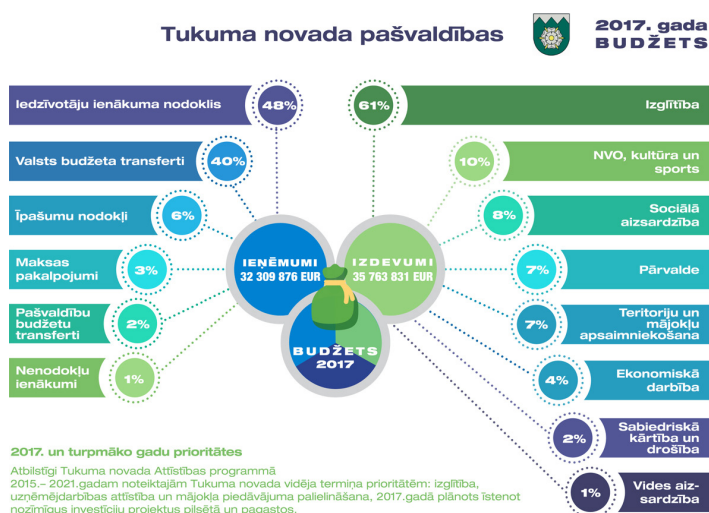 Tukuma novada pašvaldības
2017. gada
BUDŽETS
Iedzīvotāju ienākuma nodoklis
48%
Valsts budžeta transferti
40%
Īpašumu nodokļi
6%
Maksas
pakalpojumi
3%
Pašvaldību
budžetu
transferti
2%
Nenodokļu
ienākumi
1%
IEŅĒMUMI
32 309 876 EUR
IZDEVUMI
35 763 831 EUR
BUDŽETS
2017
61%
Izglītība
10%
NVO, kultūra un
sports
8%
Sociālā
aizsardzība
7%
Pārvalde
7%
Teritoriju un
mājokļu
apsaimniekošana
4%
Ekonomiskā
darbība
2%
Sabiedriskā
kārtība un
drošība
1%
Vides aiz-
sardzība
2017. un turpmāko gadu prioritātes
Atbilstīgi Tukuma novada Attīstības programmā
2015.– 2021.gadam noteiktajām Tukuma novada vidēja termiņa prioritātēm: izglītība,
uzņēmējdarbības attīstība un mājokļa piedāvājuma palielināšana, 2017.gadā plānots īstenot
nozīmīgus investīciju projektus pilsētā un pagastos.